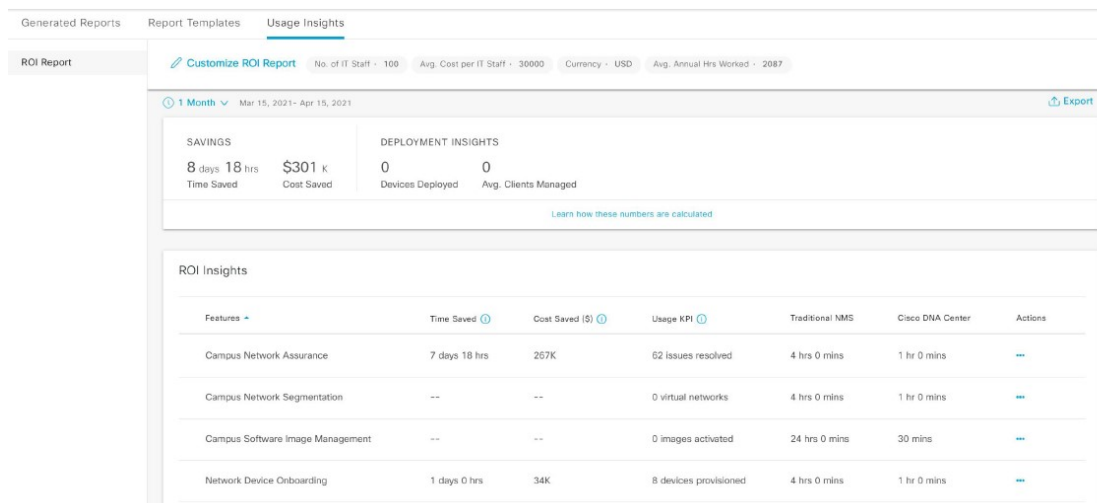 Generated Reports Report Templates Usage Insights
ROI Report
Customize ROI Report No. of IT Staff - 100 Avg. Cost per IT Staff - 30000 Currency - USD Avg. Annual Hrs Worked - 2087
1 Month Mar 15, 2021- Apr 15, 2021 Export
SAVINGS DEPLOYMENT INSIGHTS
8 days 18 hrs $301 K 0 0
Time Saved Cost Saved Devices Deployed Avg. Clients Managed
Learn how these numbers are calculated
ROI Insights
Features Time Saved Cost Saved ($) Usage KPI Traditional NMS Cisco DNA Center Actions
Campus Network Assurance 7 days 18 hrs 267K 62 issues resolved 4 hrs 0 mins 1 hr 0 mins
Campus Network Segmentation -- -- 0 virtual networks 4 hrs 0 mins 1 hr 0 mins
Campus Software Image Management -- -- 0 images activated 24 hrs 0 mins 30 mins
Network Device Onboarding 1 days 0 hrs 34K 8 devices provisioned 4 hrs 0 mins 1 hr 0 mins